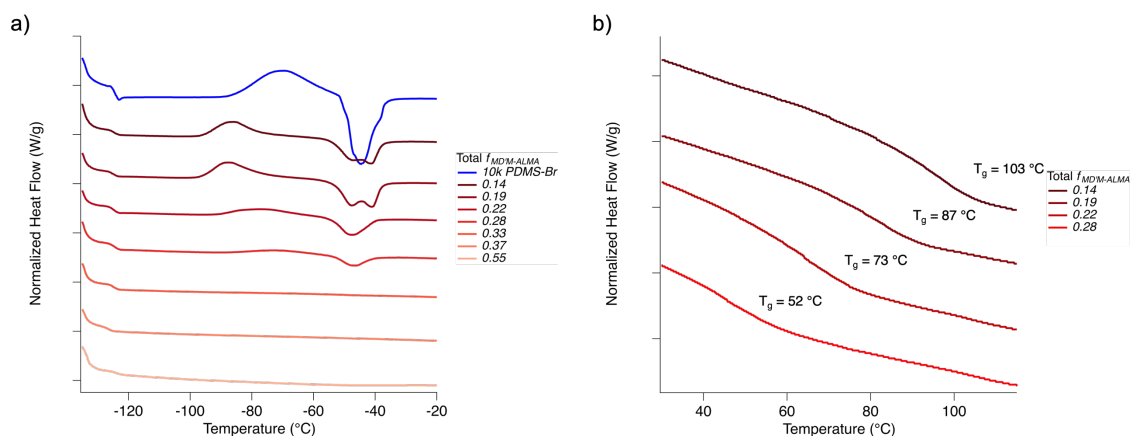 a)
Normalized Heat Flow (W/g)
Total f_MD'M-ALMA
10k PDMS-Br
0.14
0.19
0.22
0.28
0.33
0.37
0.55
-120 -100 -80 -60 -40 -20
Temperature (°C)
b)
Normalized Heat Flow (W/g)
T_g = 103 °C
T_g = 87 °C
T_g = 73 °C
T_g = 52 °C
Total f_MD'M-ALMA
0.14
0.19
0.22
0.28
40 60 80 100
Temperature (°C)